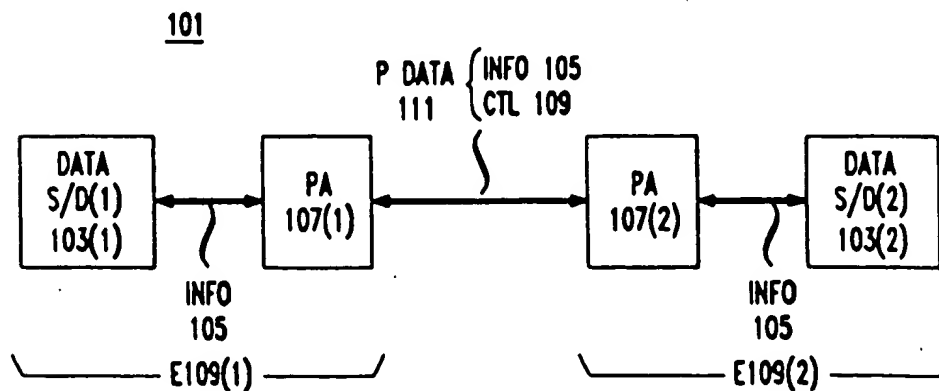 101
P DATA 111 { INFO 105
CTL 109
DATA
S/D(1)
103(1)
PA
107(1)
PA
107(2)
DATA
S/D(2)
103(2)
INFO
105
INFO
105
E109(1)
E109(2)